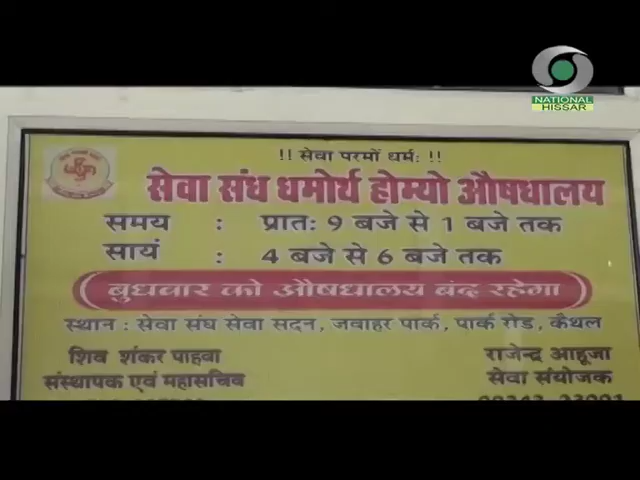 NATIONAL
HISSAR
!! सेवा परमों धर्म: !!
सेवा संघ धमोर्थ होम्यो औषधालय
समय : प्रात: 9 बजे से 1 बजे तक
सायं : 4 बजे से 6 बजे तक
बुधवार को औषधालय बंद रहेगा
स्थान : सेवा संघ सेवा सदन, जवाहर पार्क, पार्क रोड, कैथल
शिव शंकर पाहवा
संस्थापक एवं महासचिव
राजेन्द्र आहूजा
सेवा संयोजक